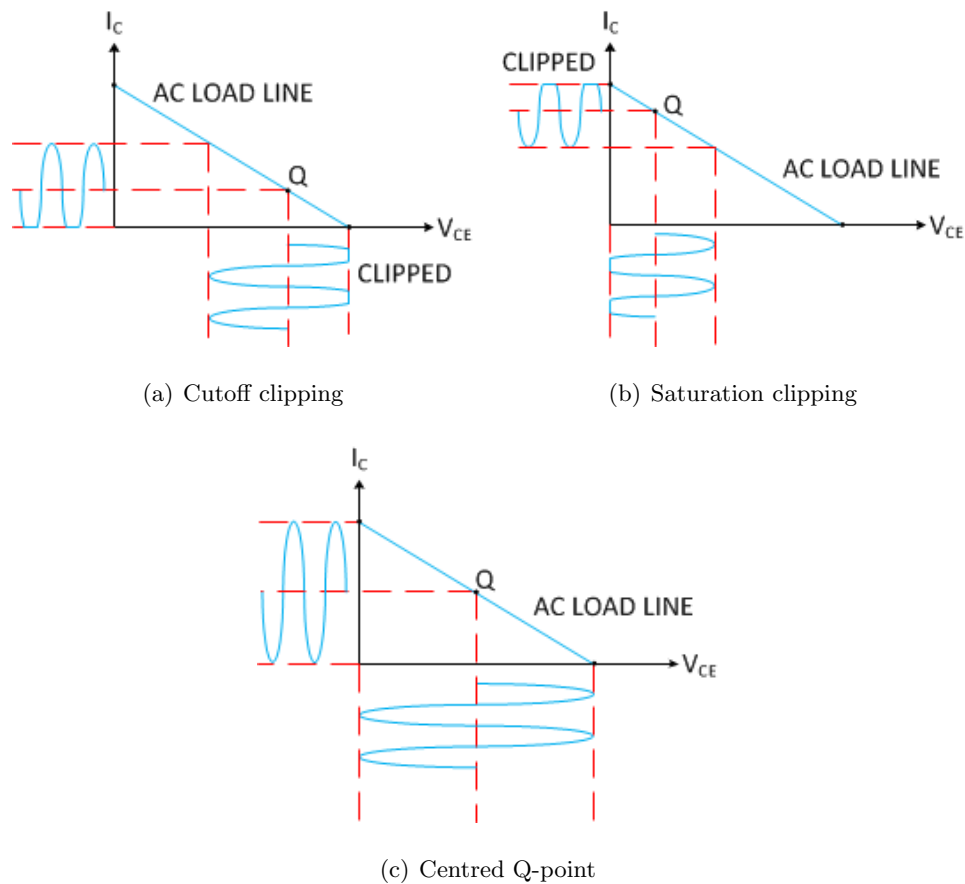 I_C
AC LOAD LINE
Q
V_CE
CLIPPED
(a) Cutoff clipping
I_C
CLIPPED
Q
AC LOAD LINE
V_CE
(b) Saturation clipping
I_C
Q
AC LOAD LINE
V_CE
(c) Centred Q-point